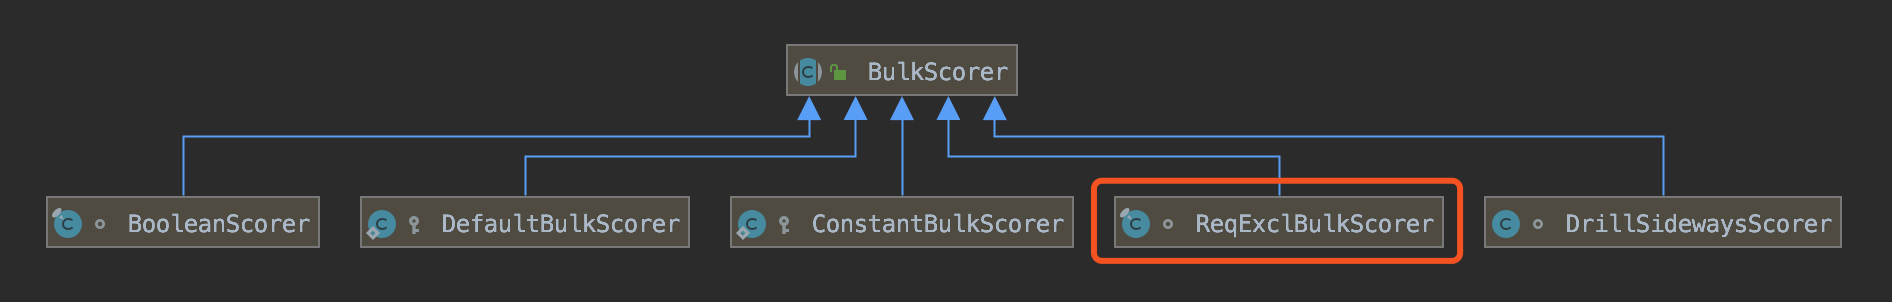 BulkScorer
BooleanScorer
DefaultBulkScorer
ConstantBulkScorer
ReqExclBulkScorer
DrillSidewaysScorer